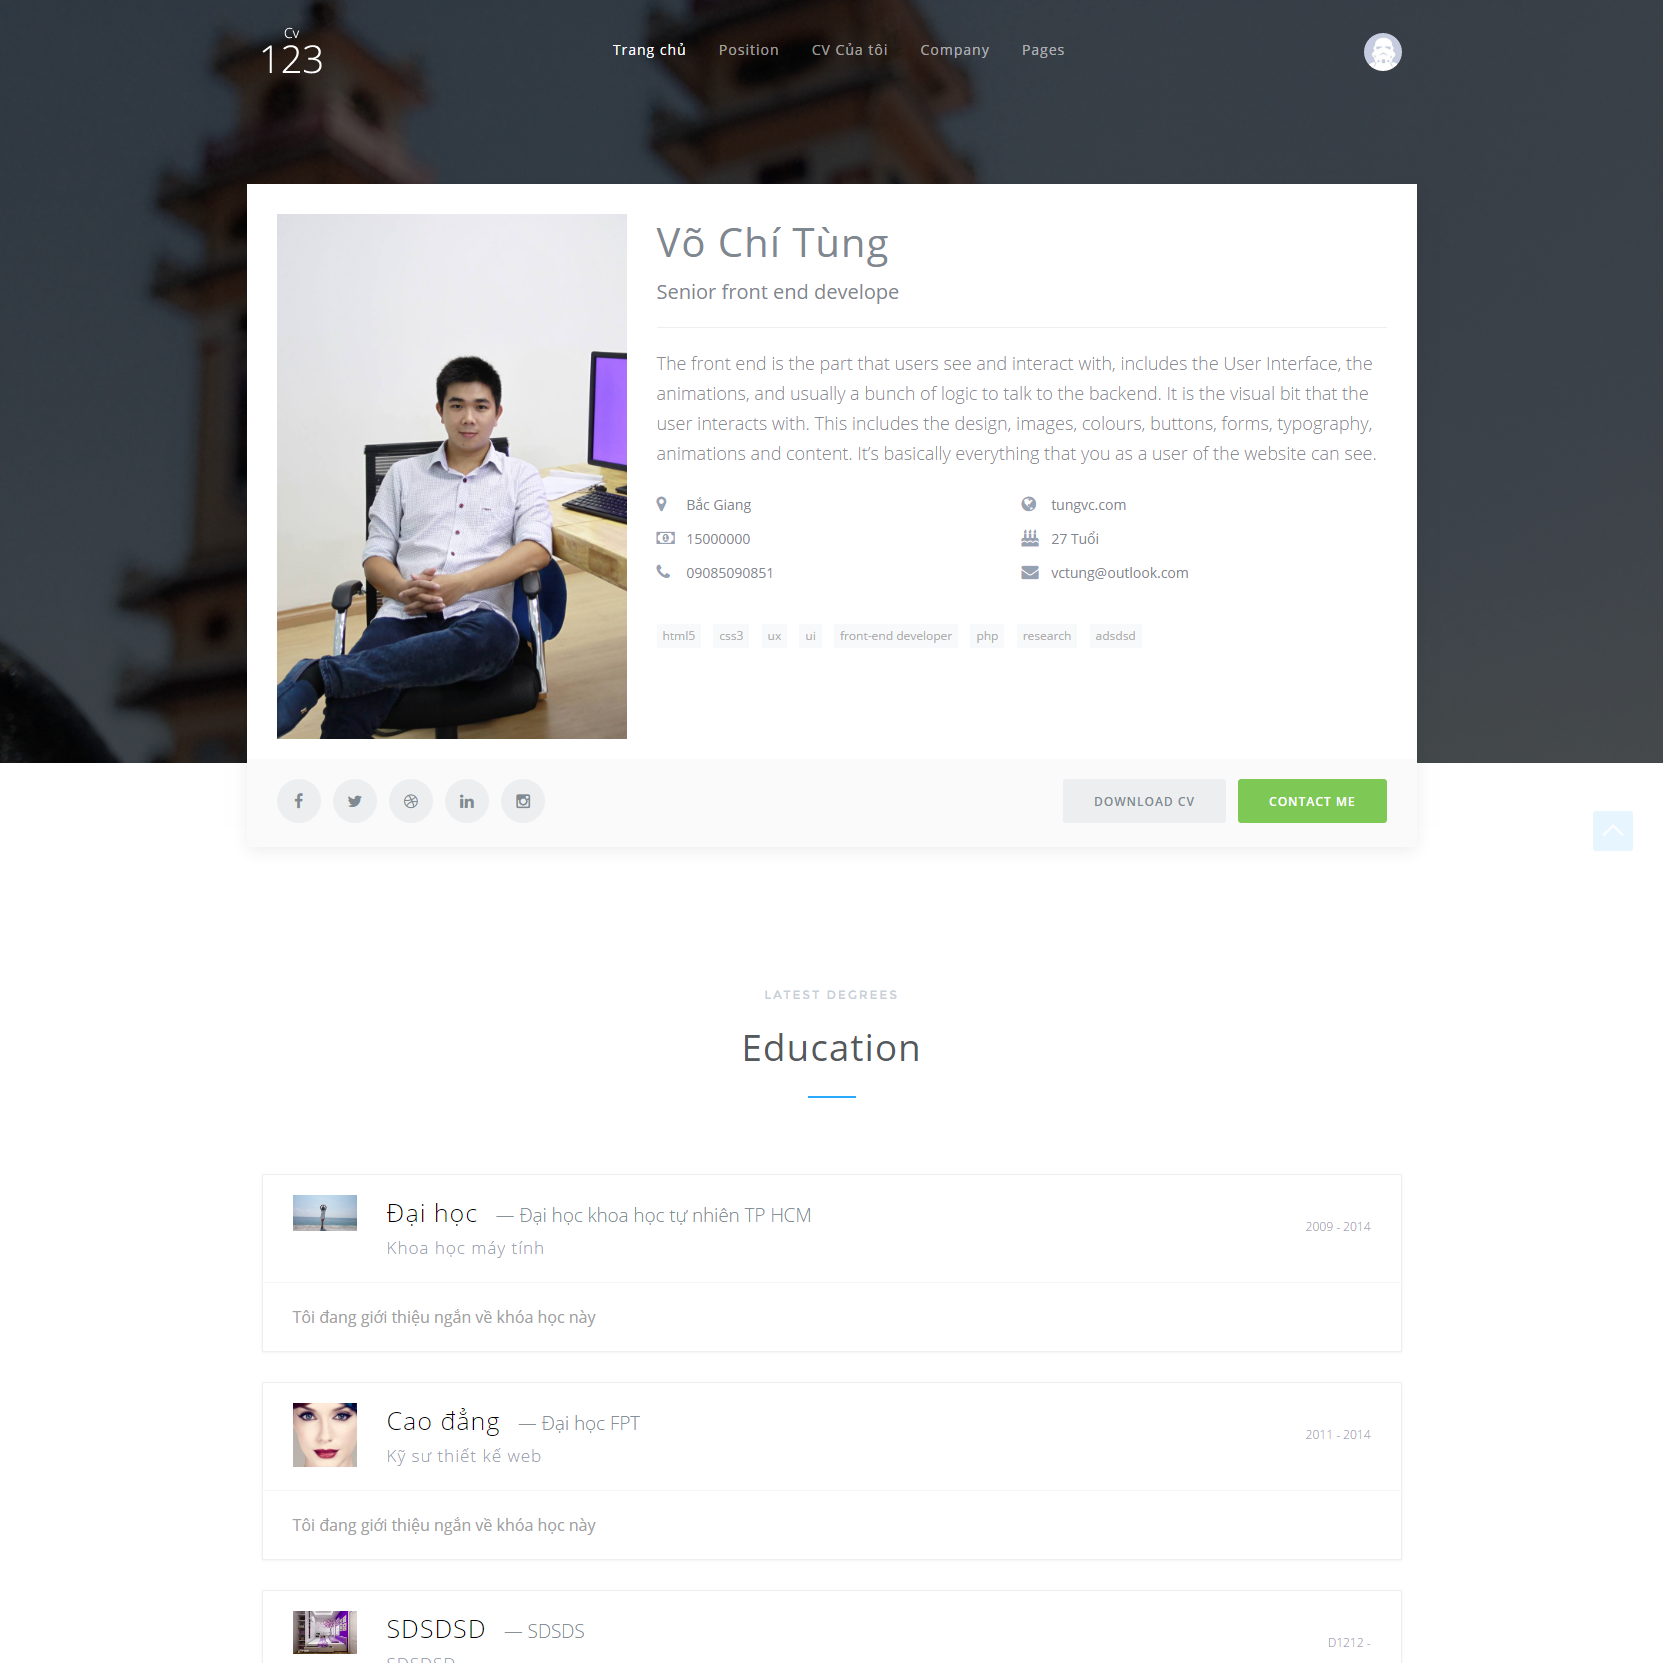 Cv
123
Trang chủ
Position
CV Của tôi
Company
Pages
Võ Chí Tùng
Senior front end develope
The front end is the part that users see and interact with, includes the User Interface, the
animations, and usually a bunch of logic to talk to the backend. It is the visual bit that the
user interacts with. This includes the design, images, colours, buttons, forms, typography,
animations and content. It’s basically everything that you as a user of the website can see.
Bắc Giang
tungvc.com
15000000
27 Tuổi
09085090851
vctung@outlook.com
html5
css3
ux
ui
front-end developer
php
research
adsdsd
DOWNLOAD CV
CONTACT ME
LATEST DEGREES
Education
Đại học — Đại học khoa học tự nhiên TP HCM
2009 - 2014
Khoa học máy tính
Tôi đang giới thiệu ngắn về khóa học này
Cao đẳng — Đại học FPT
2011 - 2014
Kỹ sư thiết kế web
Tôi đang giới thiệu ngắn về khóa học này
SDSDSD — SDSDS
D1212 -
SDSDSD